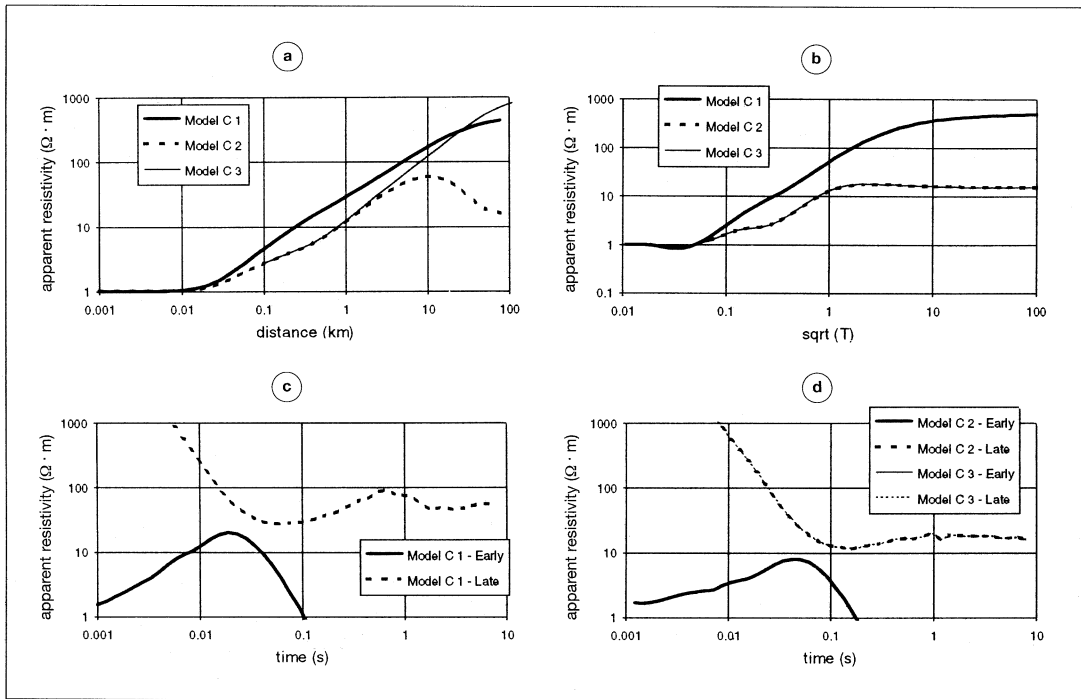 a
Model C 1
Model C 2
Model C 3
1000
100
10
1
apparent resistivity (Ω · m)
0.001
0.01
0.1
1
10
100
distance (km)
b
Model C 1
Model C 2
Model C 3
1000
100
10
1
0.1
apparent resistivity (Ω · m)
0.01
0.1
1
10
100
sqrt (T)
c
1000
100
10
1
apparent resistivity (Ω · m)
Model C 1 - Early
Model C 1 - Late
0.001
0.01
0.1
1
10
time (s)
d
Model C 2 - Early
Model C 2 - Late
Model C 3 - Early
Model C 3 - Late
1000
100
10
1
apparent resistivity (Ω · m)
0.001
0.01
0.1
1
10
time (s)